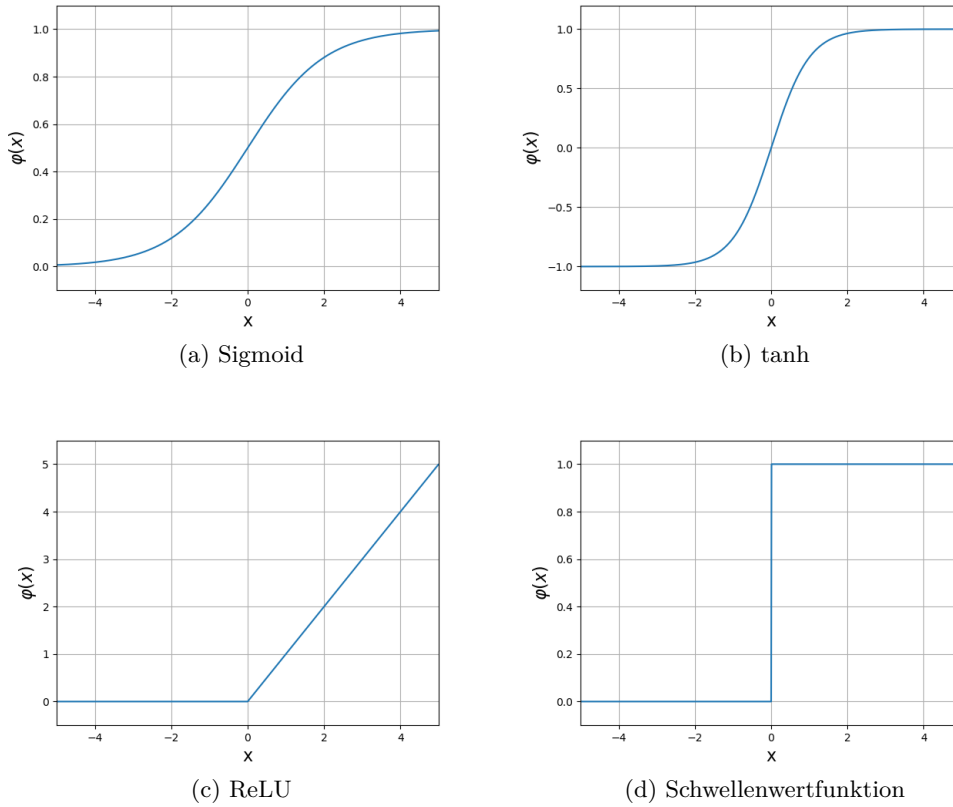 1.0
0.8
0.6
0.4
0.2
0.0
φ(x)
−4 −2 0 2 4
x
(a) Sigmoid
1.0
0.5
0.0
−0.5
−1.0
φ(x)
−4 −2 0 2 4
x
(b) tanh
5
4
3
2
1
0
φ(x)
−4 −2 0 2 4
x
(c) ReLU
1.0
0.8
0.6
0.4
0.2
0.0
φ(x)
−4 −2 0 2 4
x
(d) Schwellenwertfunktion